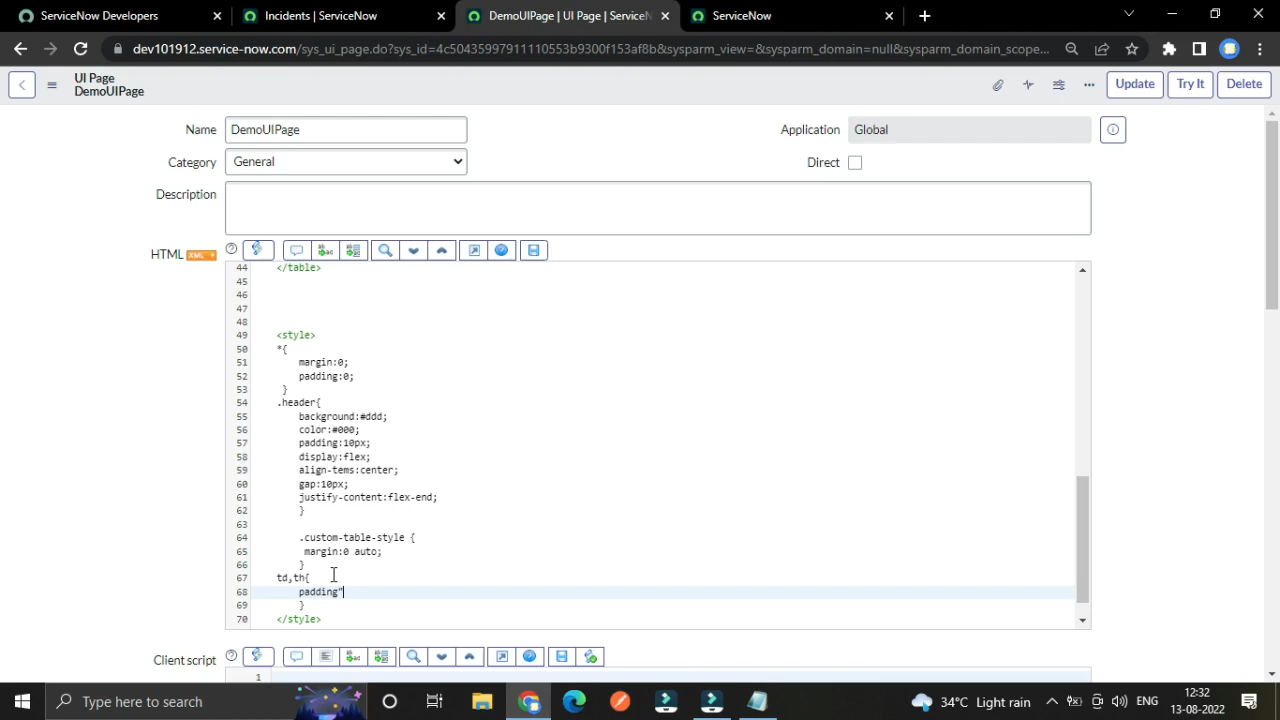 ServiceNow Developers
Incidents | ServiceNow
DemoUIPage | UI Page | ServiceN
ServiceNow
dev101912.service-now.com/sys_ui_page.do?sys_id=4c50435997911110553b9300f153af8b&sysparm_view=&sysparm_domain=null&sysparm_domain_scope...
UI Page
DemoUIPage
Update
Try It
Delete
Name
DemoUIPage
Application
Global
Category
General
Direct
Description
HTML
XML
44 </table>
45
46
47
48
49 <style>
50 *{
51 margin:0;
52 padding:0;
53 }
54 .header{
55 background:#ddd;
56 color:#000;
57 padding:10px;
58 display:flex;
59 align-tems:center;
60 gap:10px;
61 justify-content:flex-end;
62 }
63
64 .custom-table-style {
65 margin:0 auto;
66 }
67 td,th{
68 padding"
69 }
70 </style>
Client script
1
Type here to search
34°C Light rain
ENG
12:32
13-08-2022